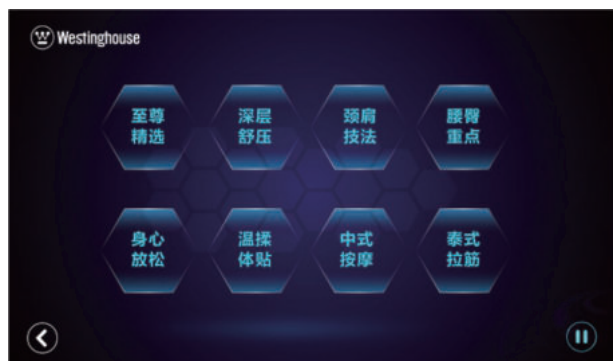 Westinghouse
至尊
精选
深层
舒压
颈肩
技法
腰臀
重点
身心
放松
温揉
体贴
中式
按摩
泰式
拉筋